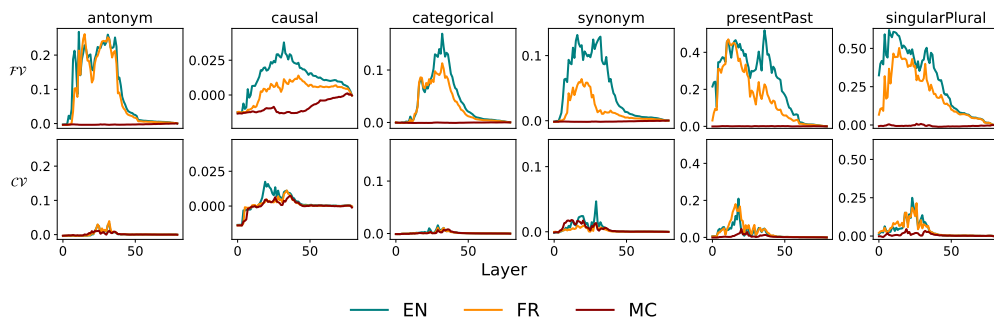 antonym causal categorical synonym presentPast singularPlural
FV
0.2 0.1 0.0
0.025 0.000
0.1 0.0
0.1 0.0
0.4 0.2 0.0
0.50 0.25 0.00
CV
0.2 0.1 0.0
0.025 0.000
0.1 0.0
0.1 0.0
0.4 0.2 0.0
0.50 0.25 0.00
0 50 0 50 0 50 0 50 0 50 0 50
Layer
EN FR MC